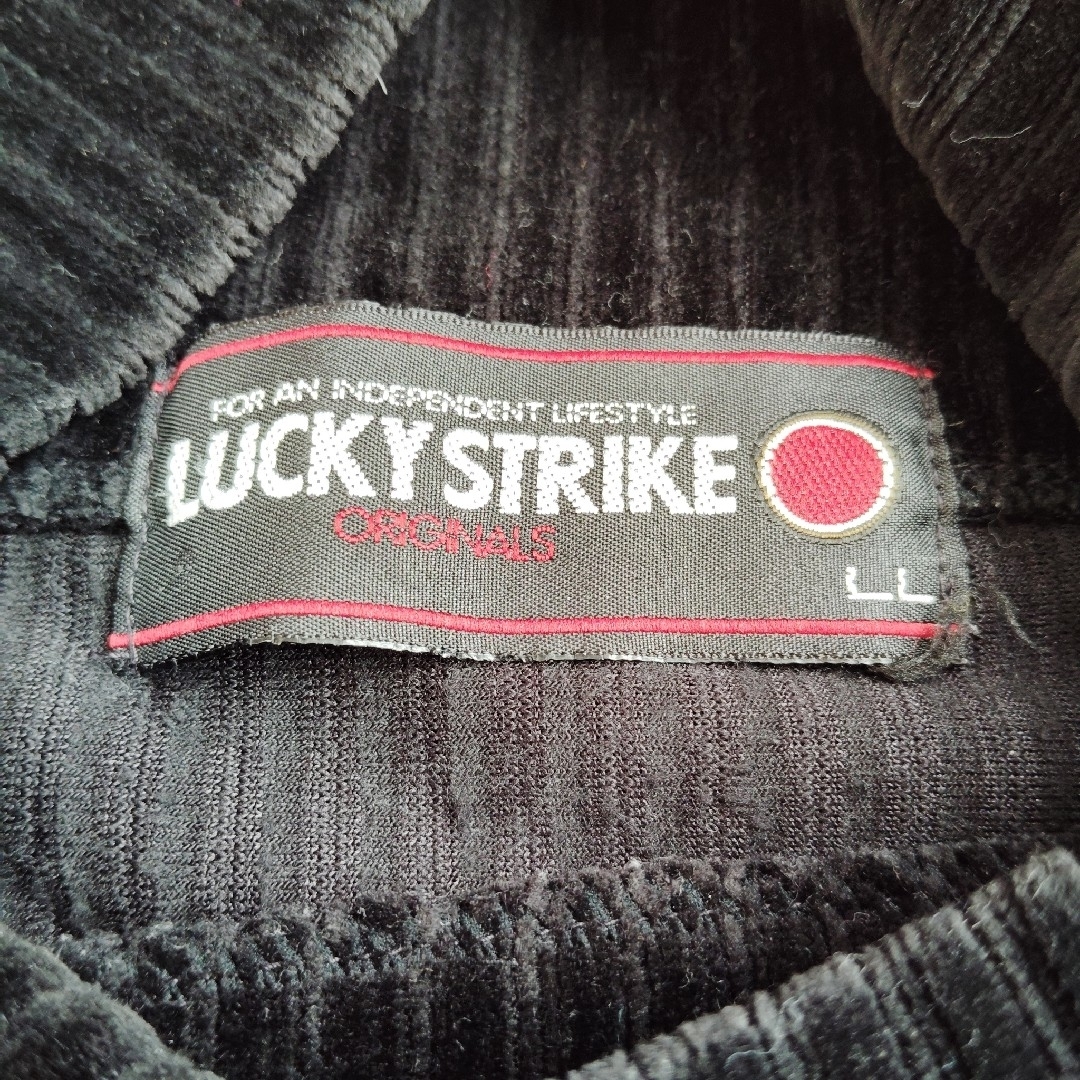 FOR AN INDEPENDENT LIFESTYLE
LUCKY STRIKE
ORIGINALS
LL